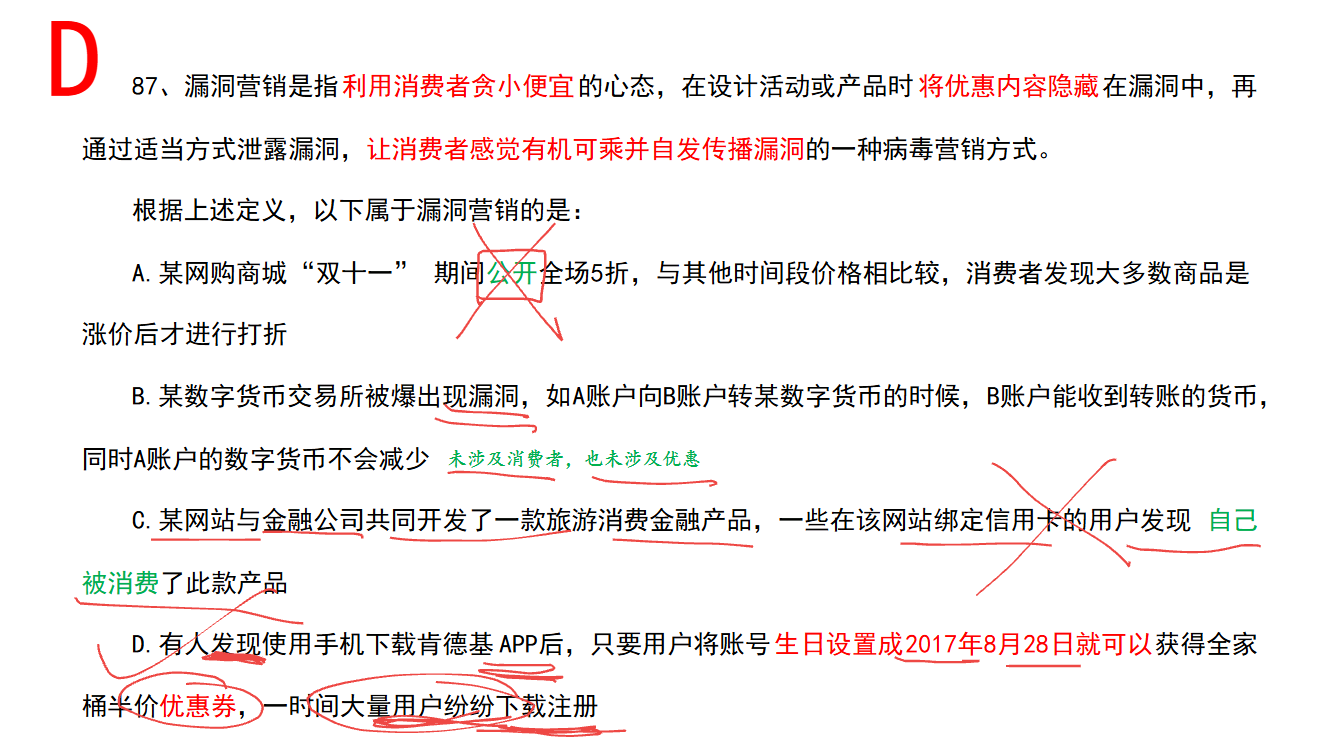 D
87、漏洞营销是指利用消费者贪小便宜的心态，在设计活动或产品时将优惠内容隐藏在漏洞中，再
通过适当方式泄露漏洞，让消费者感觉有机可乘并自发传播漏洞的一种病毒营销方式。
根据上述定义，以下属于漏洞营销的是：
A.某网购商城“双十一” 期间公开全场5折，与其他时间段价格相比较，消费者发现大多数商品是
涨价后才进行打折
B.某数字货币交易所被爆出现漏洞，如A账户向B账户转某数字货币的时候，B账户能收到转账的货币，
同时A账户的数字货币不会减少 未涉及消费者，也未涉及优惠
C.某网站与金融公司共同开发了一款旅游消费金融产品，一些在该网站绑定信用卡的用户发现 自己
被消费了此款产品
D.有人发现使用手机下载肯德基APP后，只要用户将账号生日设置成2017年8月28日就可以获得全家
桶半价优惠券，一时间大量用户纷纷下载注册